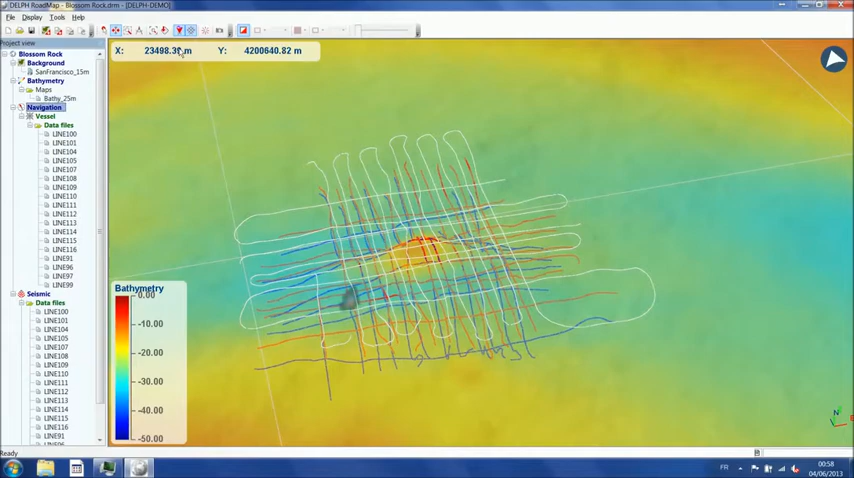 DELPH RoadMap - Blossom Rock.drm - [DELPH-DEMO]
File Display Tools Help
Project view
X: 23498.39 m Y: 4200640.82 m
Blossom Rock
Background
SanFrancisco_15m
Bathymetry
Maps
Bathy_25m
Navigation
Vessel
Data files
LINE100
LINE101
LINE104
LINE105
LINE107
LINE108
LINE109
LINE110
LINE111
LINE112
LINE113
LINE114
LINE115
LINE116
LINE91
LINE96
LINE97
LINE99
Seismic
Data files
LINE100
LINE101
LINE104
LINE105
LINE107
LINE108
LINE109
LINE110
LINE111
LINE112
LINE113
LINE114
LINE115
LINE116
LINE91
LINE96
Bathymetry
0.00
-10.00
-20.00
-30.00
-40.00
-50.00
N
Ready
FR
00:58
04/06/2013